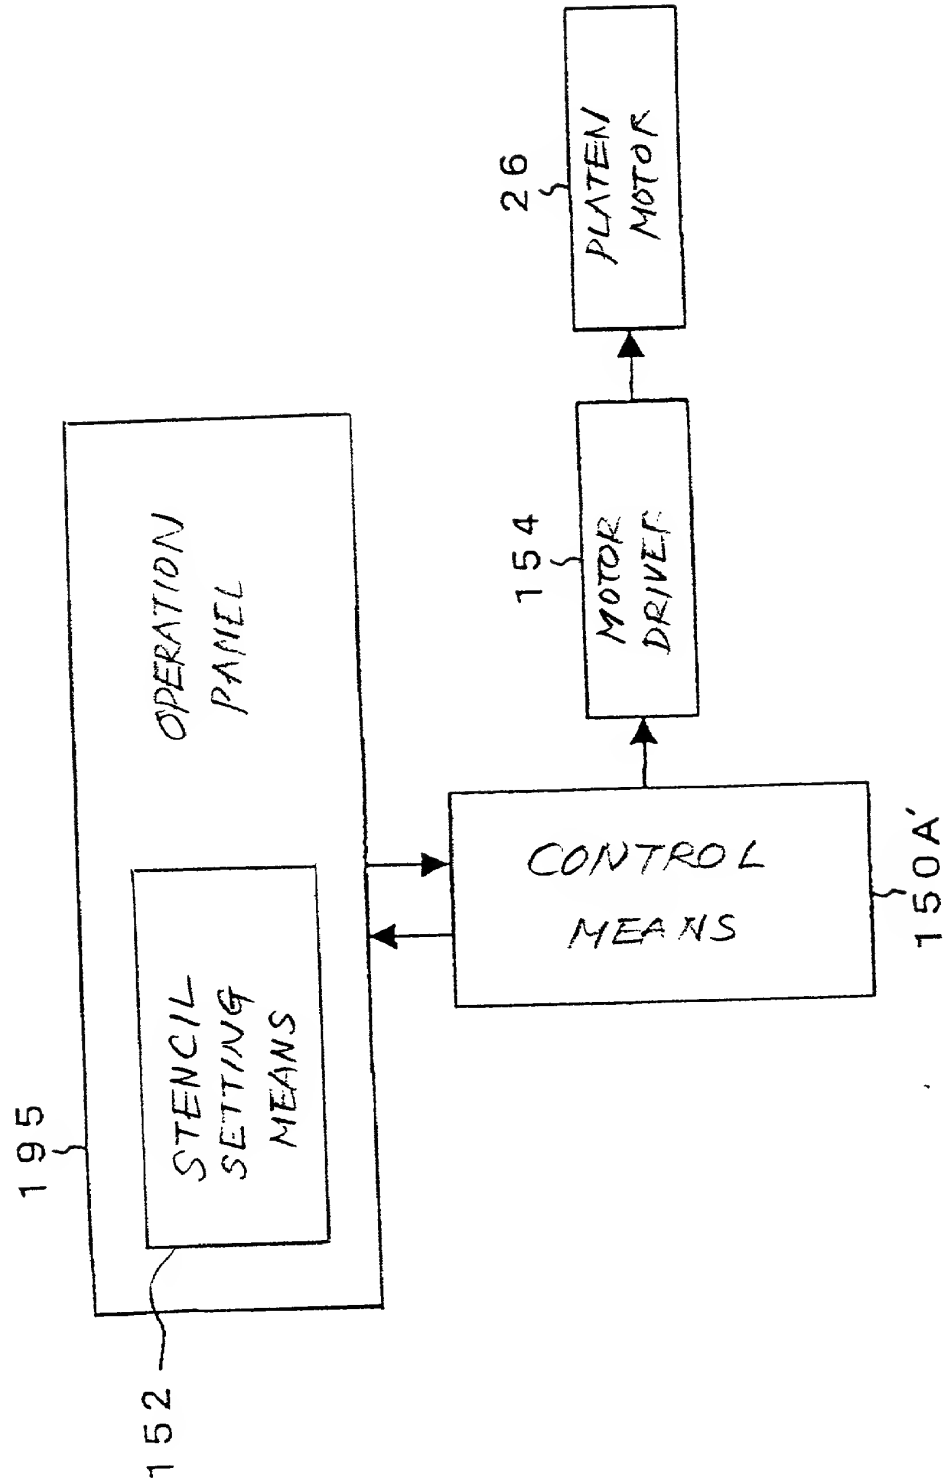 195
152
STENCIL
SETTING
MEANS
OPERATION
PANEL
CONTROL
MEANS
150A'
154
MOTOR
DRIVER
26
PLATEN
MOTOR